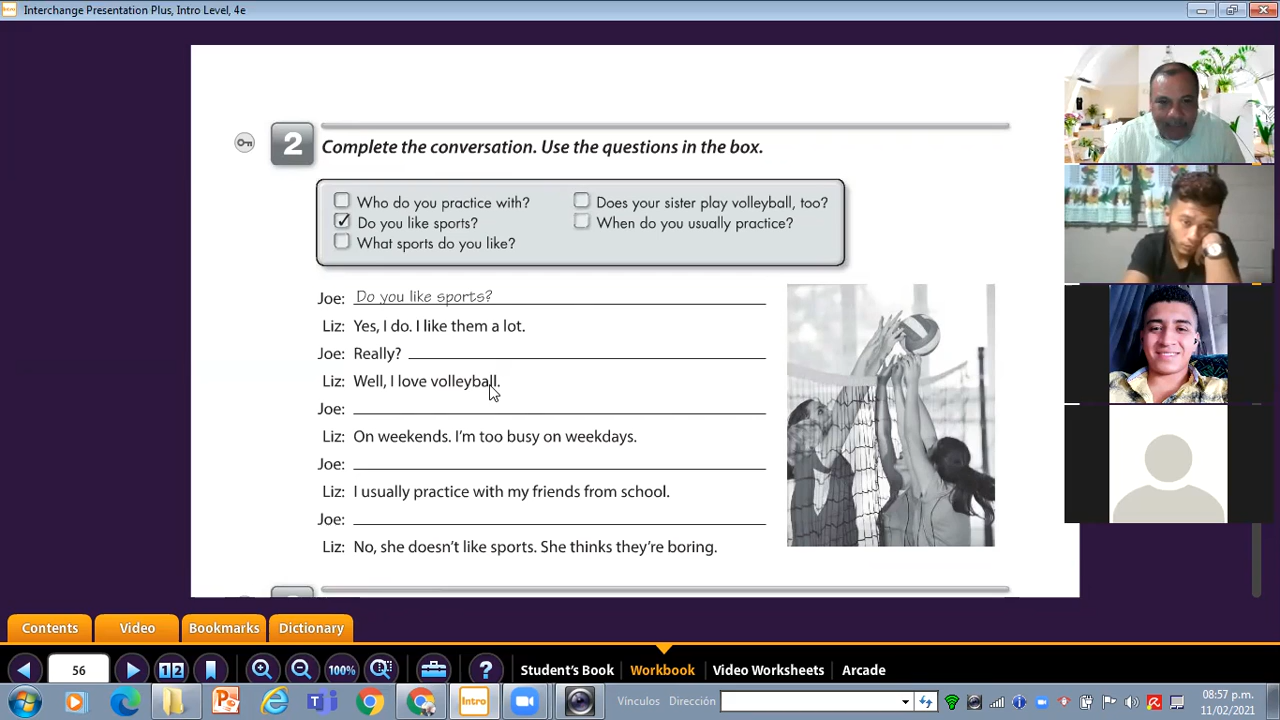 Interchange Presentation Plus, Intro Level, 4e
2 Complete the conversation. Use the questions in the box.
Who do you practice with?
Do you like sports?
What sports do you like?
Does your sister play volleyball, too?
When do you usually practice?
Joe: Do you like sports?
Liz: Yes, I do. I like them a lot.
Joe: Really?
Liz: Well, I love volleyball.
Joe:
Liz: On weekends. I'm too busy on weekdays.
Joe:
Liz: I usually practice with my friends from school.
Joe:
Liz: No, she doesn't like sports. She thinks they're boring.
Contents Video Bookmarks Dictionary
56 12 100% ? Student's Book Workbook Video Worksheets Arcade
Intro Vínculos Dirección 08:57 p.m.
11/02/2021